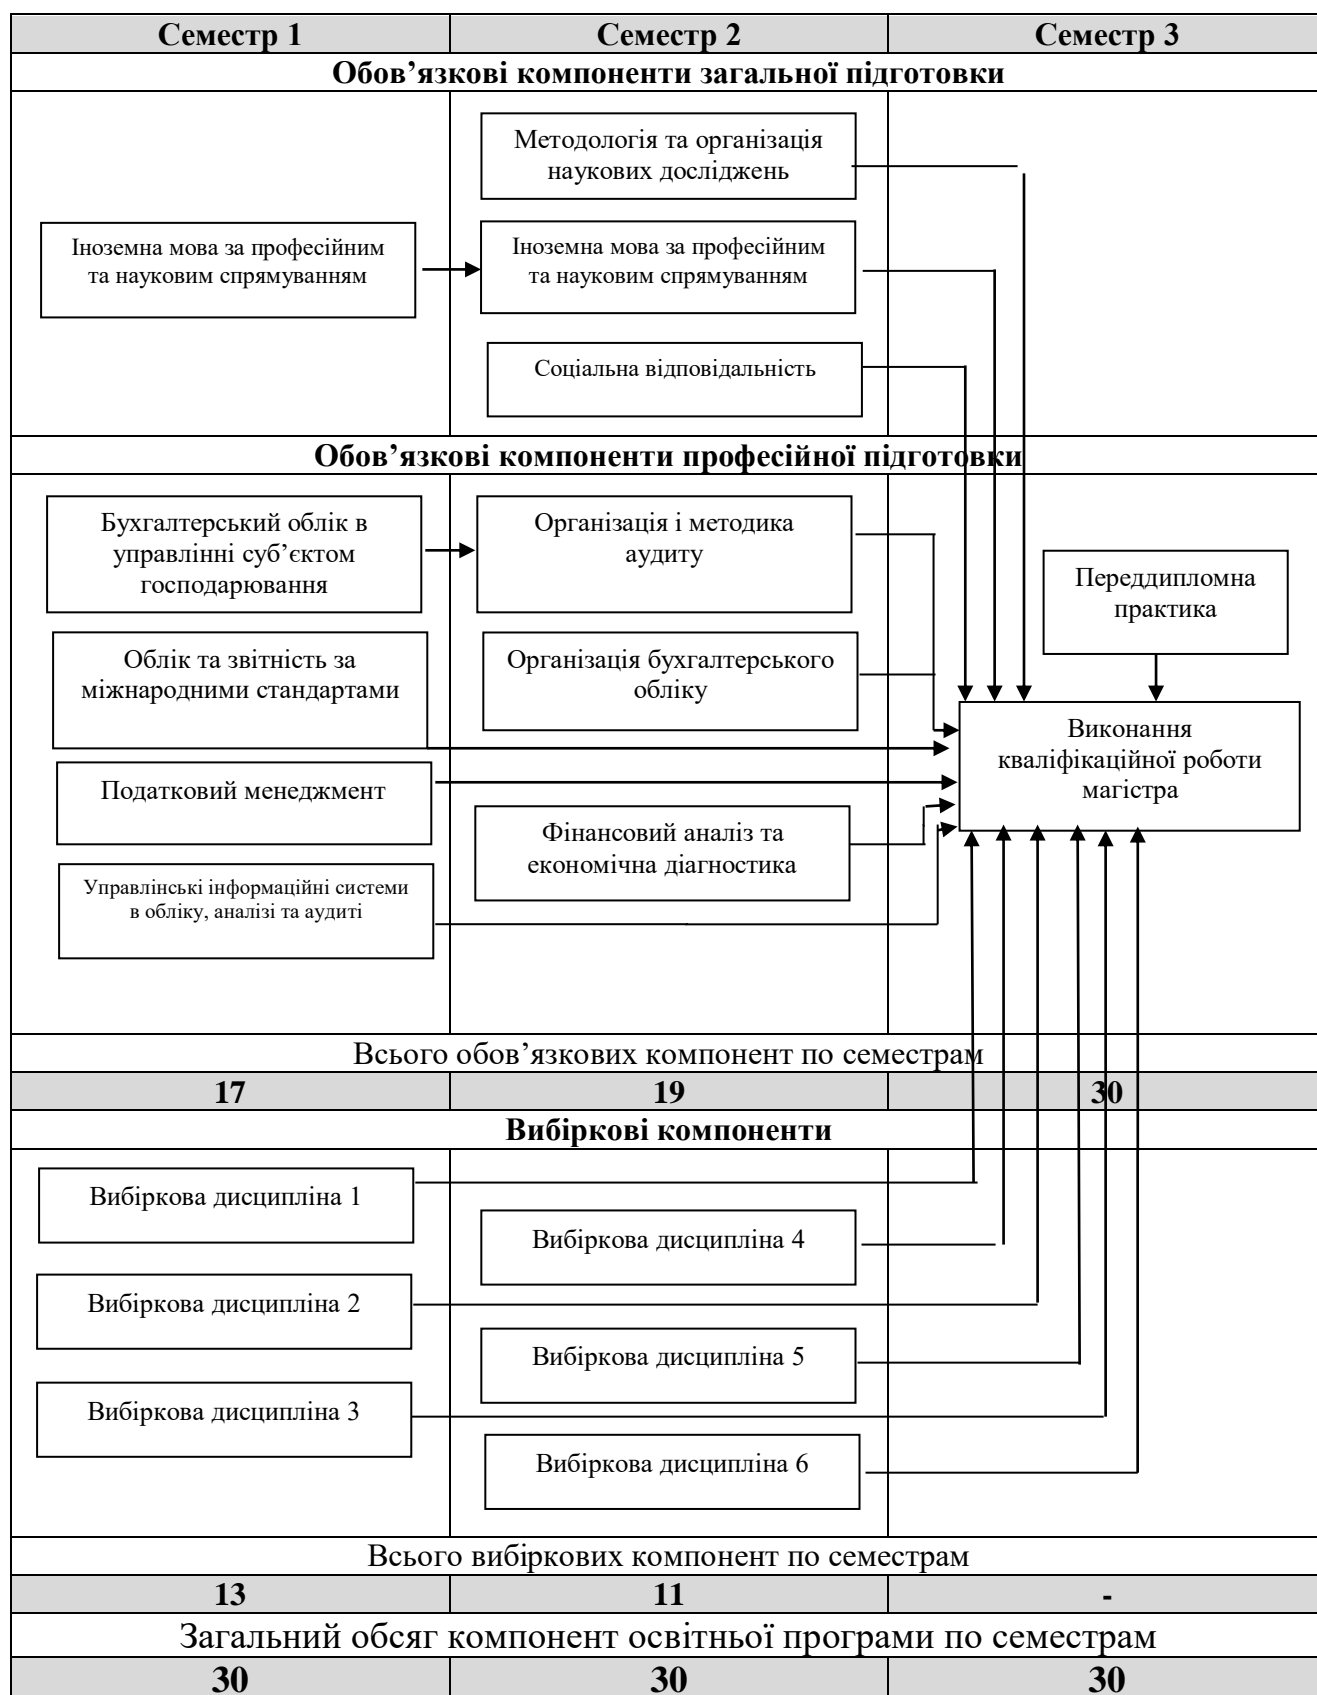 Семестр 1
Семестр 2
Семестр 3
Обов’язкові компоненти загальної підготовки
Методологія та організація
наукових досліджень
Іноземна мова за професійним
та науковим спрямуванням
Іноземна мова за професійним
та науковим спрямуванням
Соціальна відповідальність
Обов’язкові компоненти професійної підготовки
Бухгалтерський облік в
управлінні суб’єктом
господарювання
Організація і методика
аудиту
Переддипломна
практика
Облік та звітність за
міжнародними стандартами
Організація бухгалтерського
обліку
Виконання
кваліфікаційної роботи
магістра
Податковий менеджмент
Фінансовий аналіз та
економічна діагностика
Управлінські інформаційні системи
в обліку, аналізі та аудиті
Всього обов’язкових компонент по семестрам
17
19
30
Вибіркові компоненти
Вибіркова дисципліна 1
Вибіркова дисципліна 4
Вибіркова дисципліна 2
Вибіркова дисципліна 5
Вибіркова дисципліна 3
Вибіркова дисципліна 6
Всього вибіркових компонент по семестрам
13
11
-
Загальний обсяг компонент освітньої програми по семестрам
30
30
30